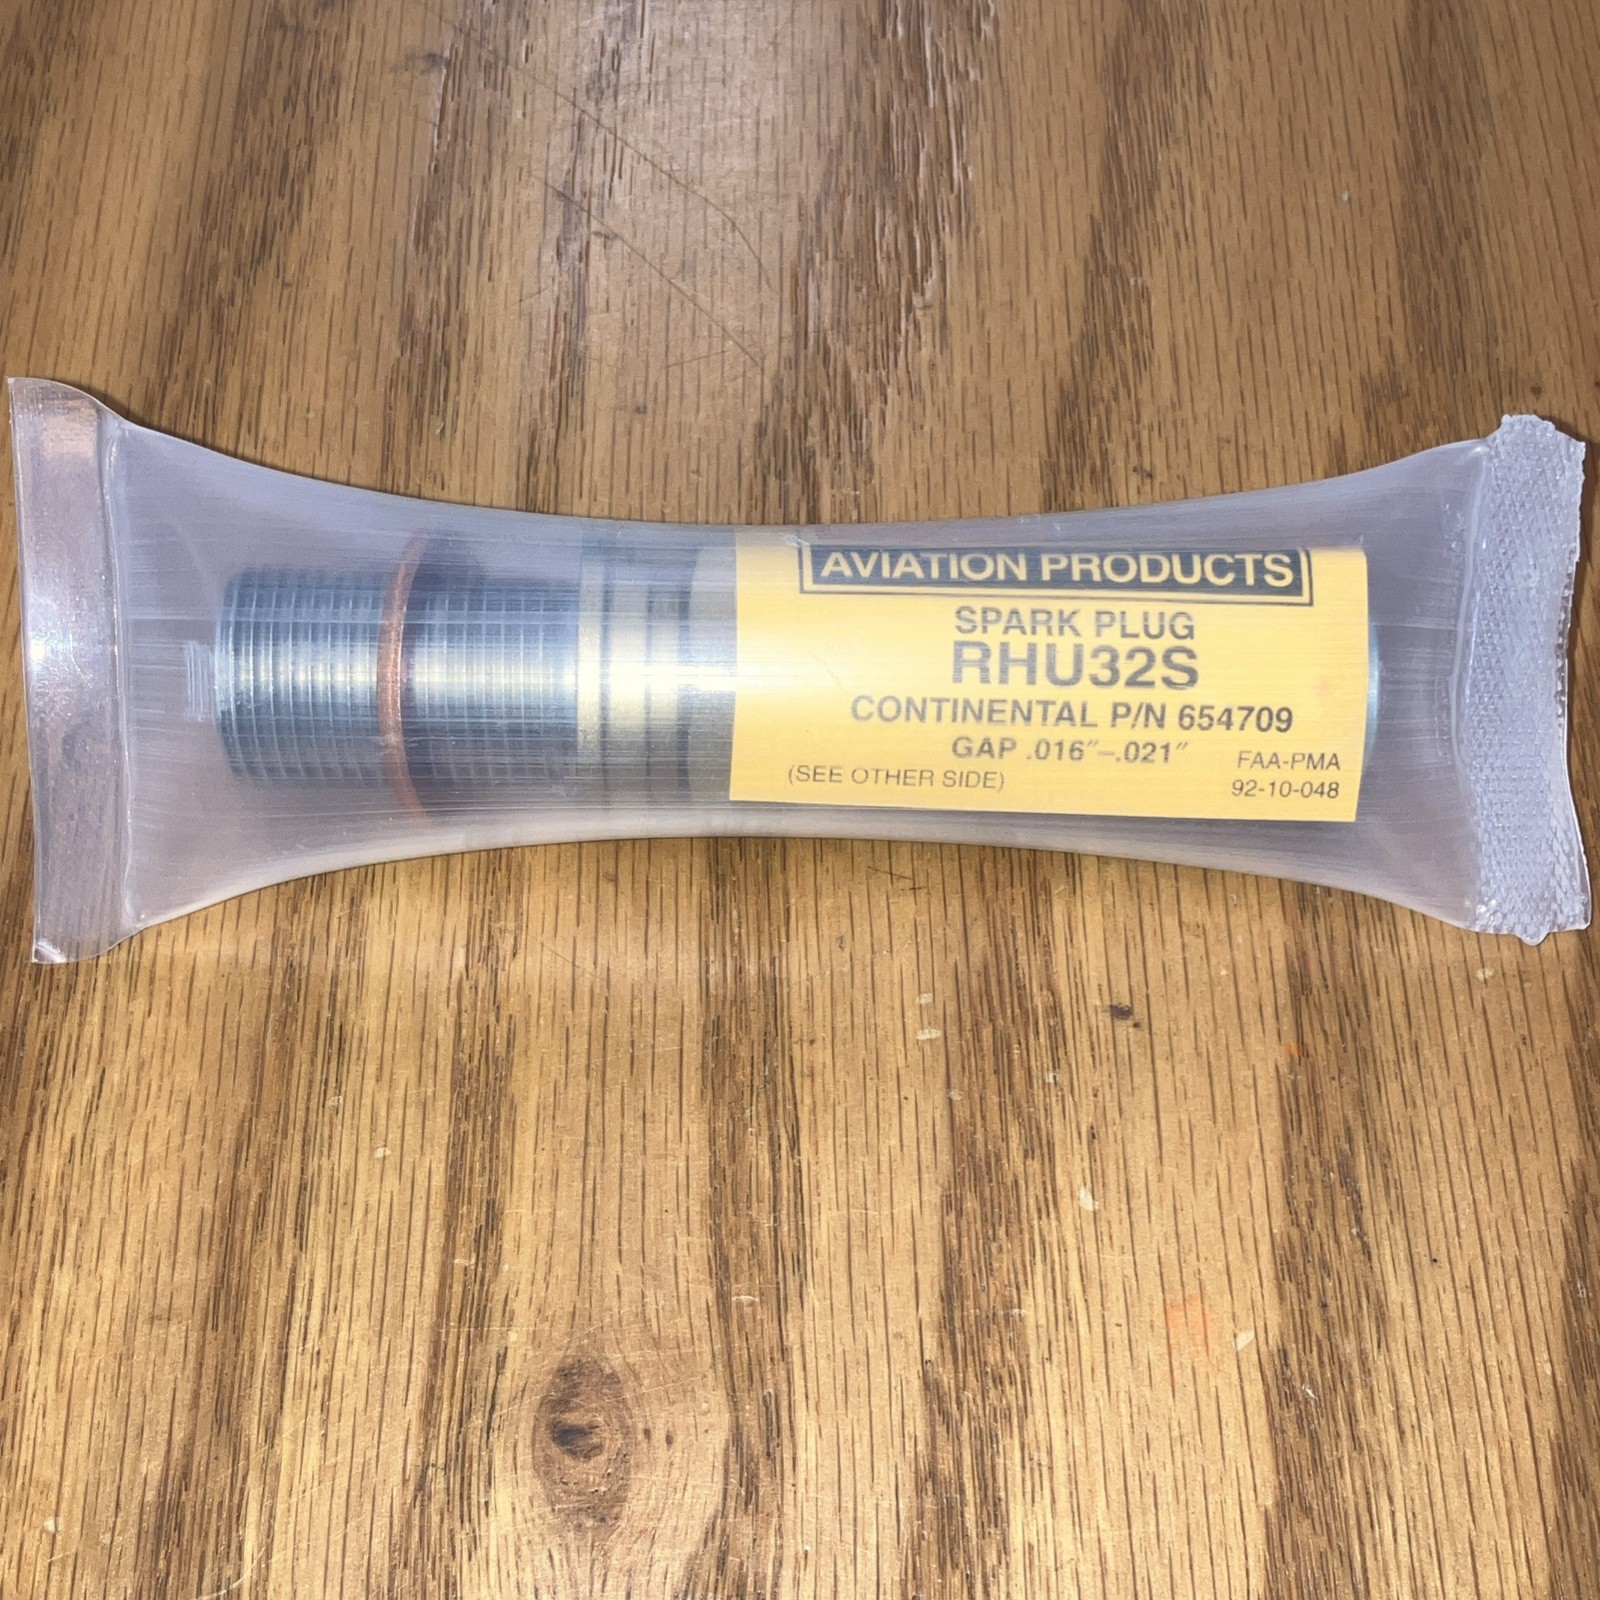 AVIATION PRODUCTS
SPARK PLUG
RHU32S
CONTINENTAL P/N 654709
GAP .016″–.021″
(SEE OTHER SIDE)
FAA-PMA
92-10-048